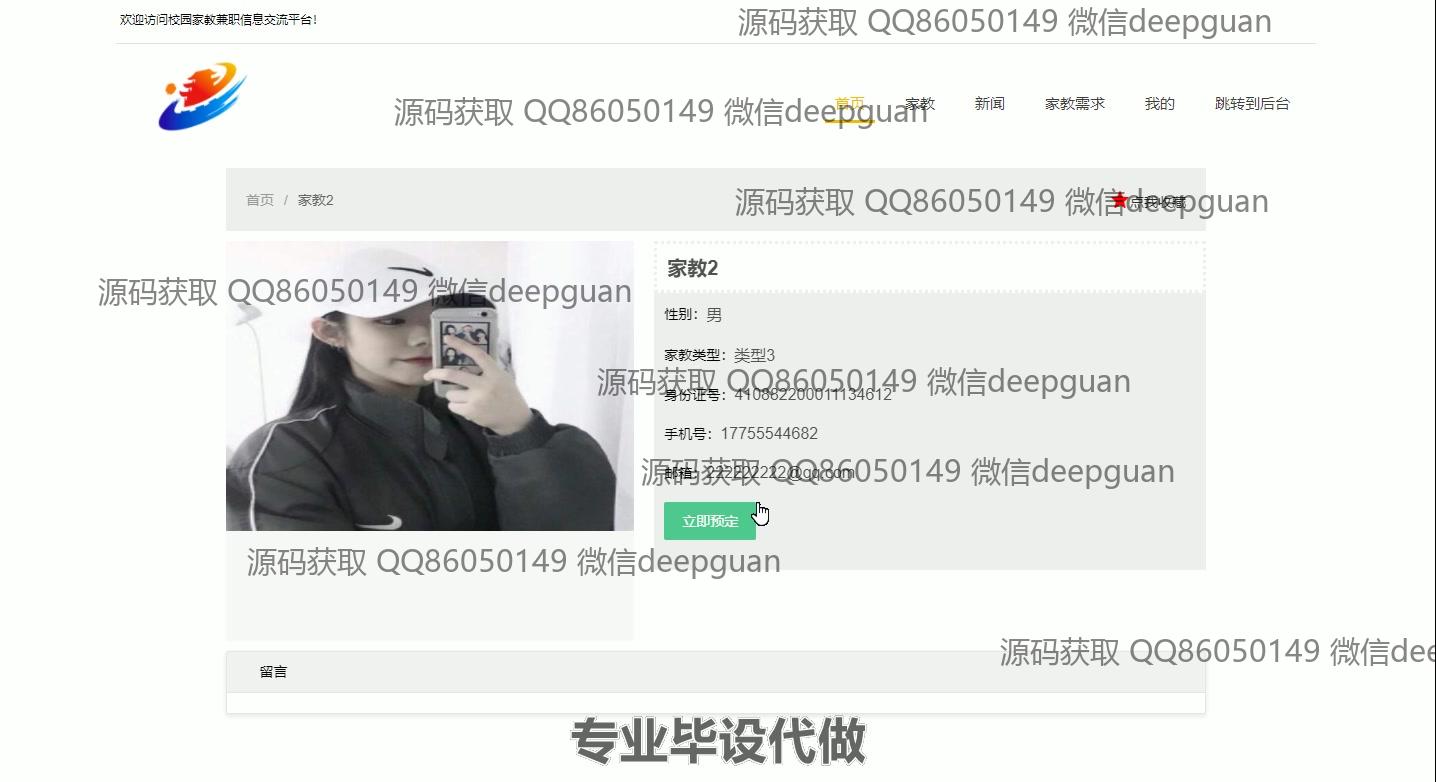 欢迎访问校园家教兼职信息交流平台！
源码获取 QQ86050149 微信deepguan
源码获取 QQ86050149 微信deepguan
首页 家教 新闻 家教需求 我的 跳转到后台
首页 / 家教2
源码获取 QQ86050149 微信deepguan
点我收藏
源码获取 QQ86050149 微信deepguan
家教2
性别：男
家教类型：类型3
源码获取 QQ86050149 微信deepguan
身份证号：410882200011134612
手机号：17755544682
邮箱：222222222@qq.com
源码获取 QQ86050149 微信deepguan
立即预定
源码获取 QQ86050149 微信deepguan
源码获取 QQ86050149 微信dee
留言
专业毕设代做